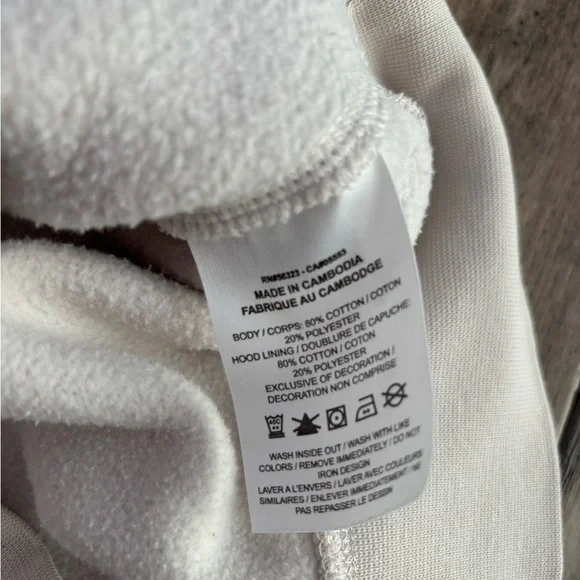 RN#56323 - CA#05553
MADE IN CAMBODIA
FABRIQUE AU CAMBODGE
BODY / CORPS: 80% COTTON / COTON
20% POLYESTER
HOOD LINING / DOUBLURE DE CAPUCHE:
80% COTTON / COTON
20% POLYESTER
EXCLUSIVE OF DECORATION /
DECORATION NON COMPRISE
40C
WASH INSIDE OUT / WASH WITH LIKE
COLORS / REMOVE IMMEDIATELY / DO NOT
IRON DESIGN
LAVER A L'ENVERS / LAVER AVEC COULEURS
SIMILAIRES / ENLEVER IMMEDIATEMENT / NE
PAS REPASSER LE DESSIN